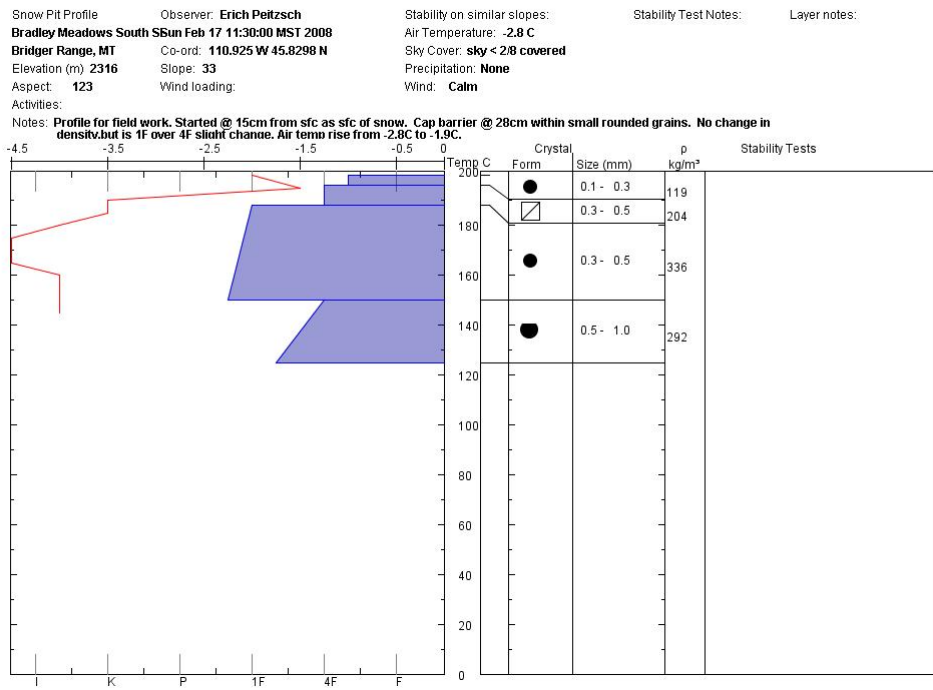 Snow Pit Profile Observer: Erich Peitzsch Stability on similar slopes: Stability Test Notes: Layer notes:
Bradley Meadows South Sun Feb 17 11:30:00 MST 2008 Air Temperature: -2.8 C
Bridger Range, MT Co-ord: 110.925 W 45.8298 N Sky Cover: sky < 2/8 covered
Elevation (m) 2316 Slope: 33 Precipitation: None
Aspect: 123 Wind loading: Wind: Calm
Activities:
Notes: Profile for field work. Started @ 15cm from sfc as sfc of snow. Cap barrier @ 28cm within small rounded grains. No change in
density.but is 1F over 4F slight change. Air temp rise from -2.8C to -1.9C.
-4.5 -3.5 -2.5 -1.5 -0.5 0 Crystal ρ Stability Tests
Temp C Form Size (mm) kg/m³
200
0.1 - 0.3 119
0.3 - 0.5 204
180
0.3 - 0.5 336
160
140
0.5 - 1.0 292
120
100
80
60
40
20
0
I K P 1F 4F F